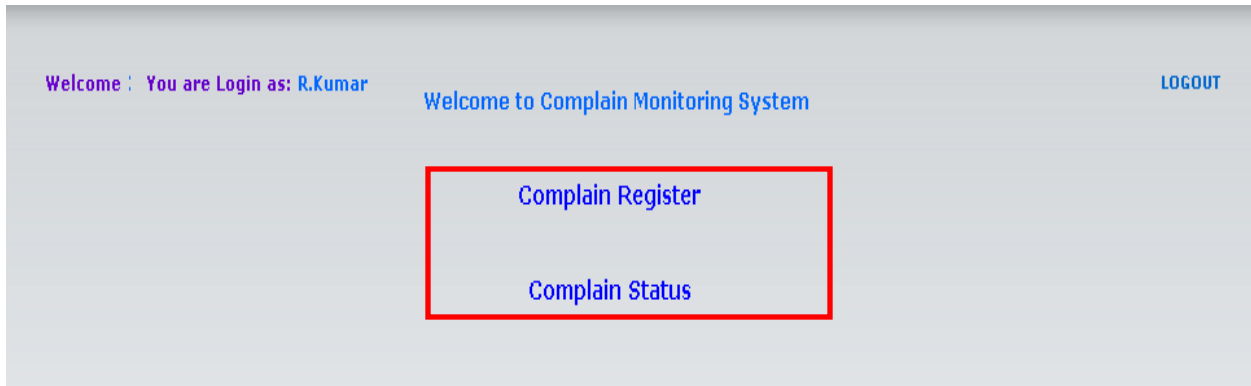 Welcome : You are Login as: R.Kumar
LOGOUT
Welcome to Complain Monitoring System
Complain Register
Complain Status